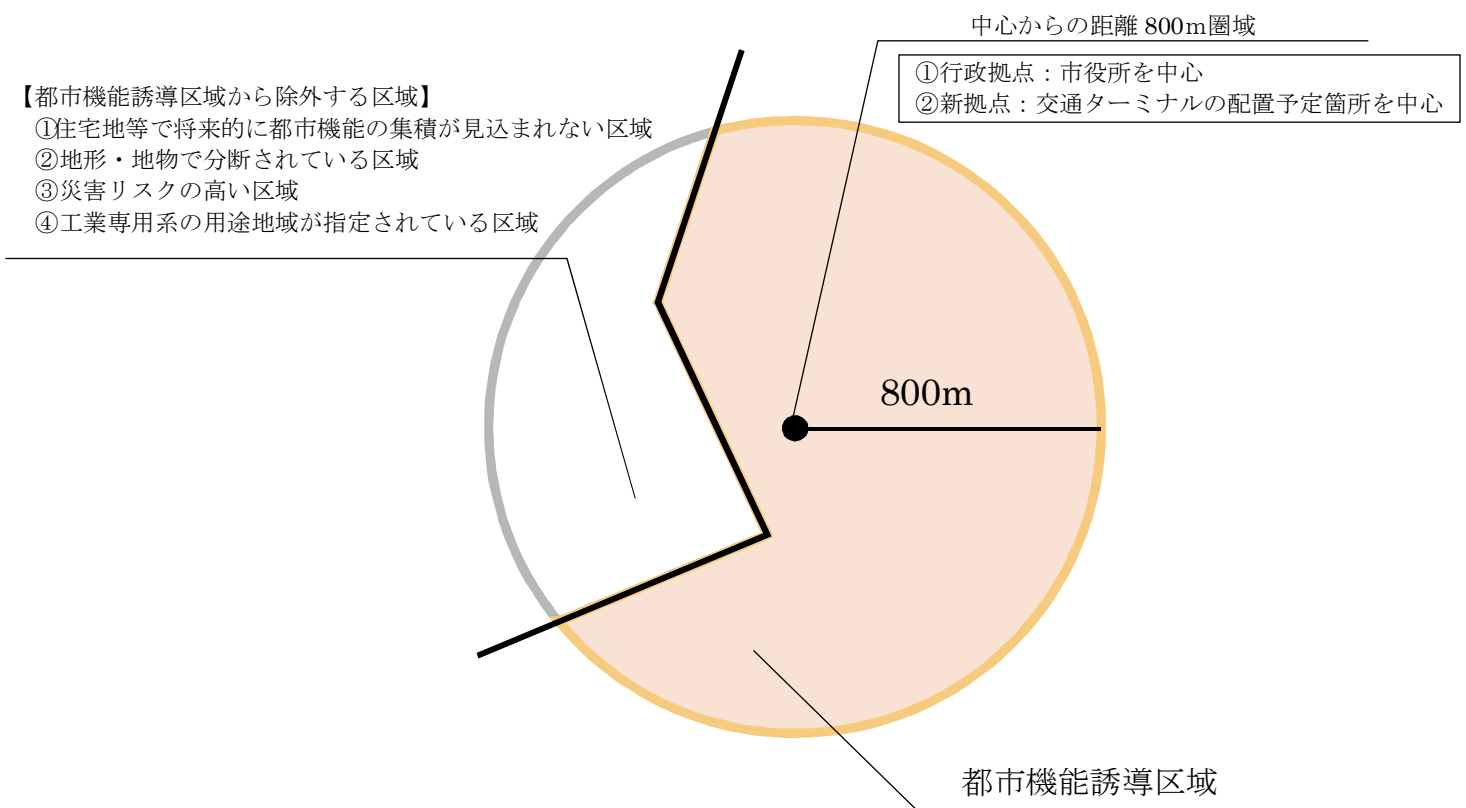 中心からの距離 800m圏域
①行政拠点：市役所を中心
②新拠点：交通ターミナルの配置予定箇所を中心
【都市機能誘導区域から除外する区域】
①住宅地等で将来的に都市機能の集積が見込まれない区域
②地形・地物で分断されている区域
③災害リスクの高い区域
④工業専用系の用途地域が指定されている区域
800m
都市機能誘導区域